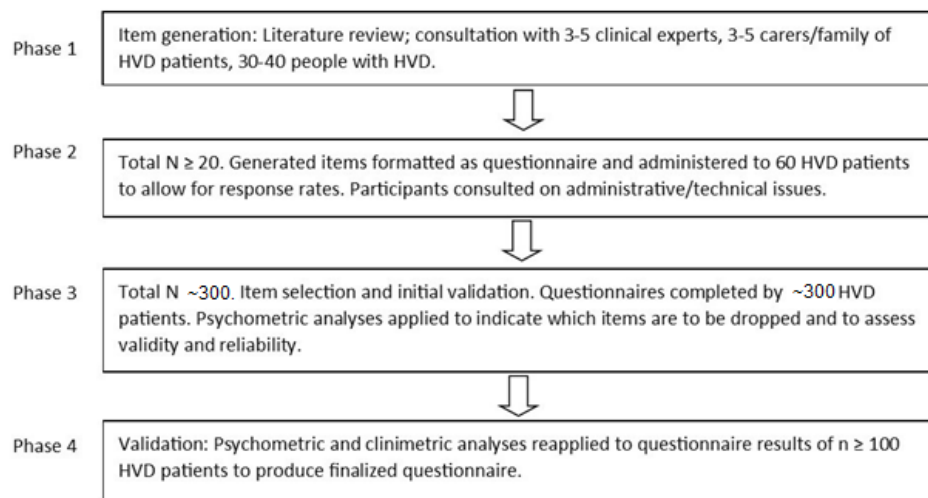 Phase 1
Item generation: Literature review; consultation with 3-5 clinical experts, 3-5 carers/family of
HVD patients, 30-40 people with HVD.
Phase 2
Total N ≥ 20. Generated items formatted as questionnaire and administered to 60 HVD patients
to allow for response rates. Participants consulted on administrative/technical issues.
Phase 3
Total N ~300. Item selection and initial validation. Questionnaires completed by ~300 HVD
patients. Psychometric analyses applied to indicate which items are to be dropped and to assess
validity and reliability.
Phase 4
Validation: Psychometric and clinimetric analyses reapplied to questionnaire results of n ≥ 100
HVD patients to produce finalized questionnaire.